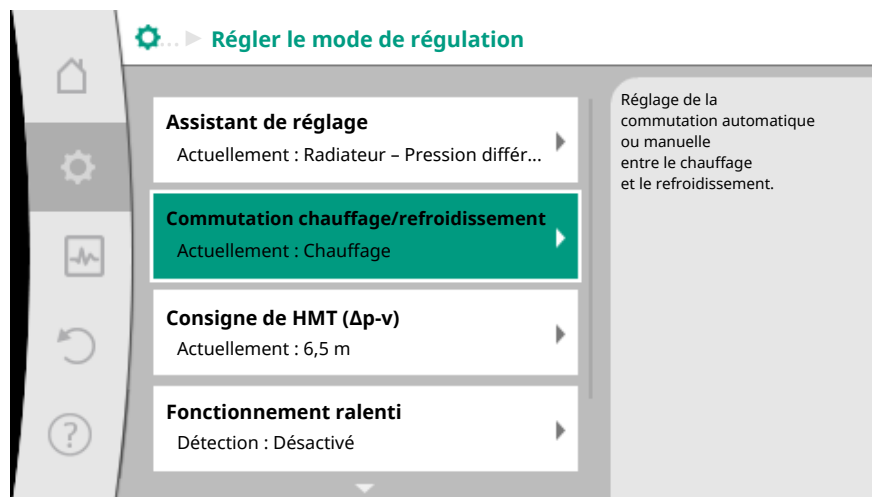 ... Régler le mode de régulation
Assistant de réglage
Actuellement : Radiateur – Pression différ...
Commutation chauffage/refroidissement
Actuellement : Chauffage
Consigne de HMT (Δp-v)
Actuellement : 6,5 m
Fonctionnement ralenti
Détection : Désactivé
Réglage de la
commutation automatique
ou manuelle
entre le chauffage
et le refroidissement.
?